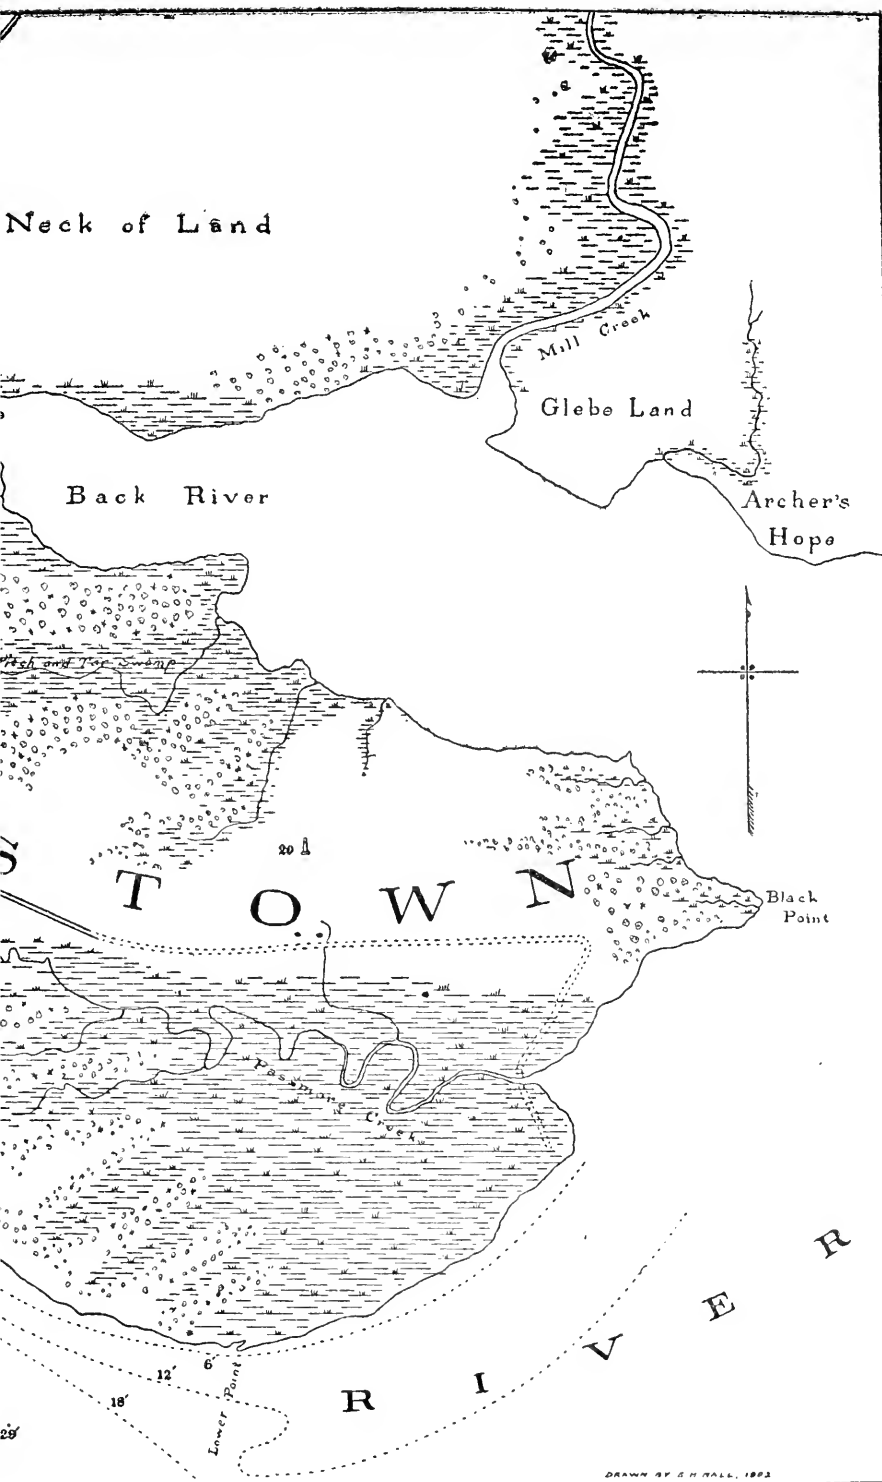 Neck of Land
Mill Creek
Glebe Land
Back River
Archer's
Hope
Pitch and Tar Swamp
20
S T O W N
Black
Point
Passmore Creek
R I V E R
6'
12'
18'
Lower Point
DRAWN BY S H HALL, 1902